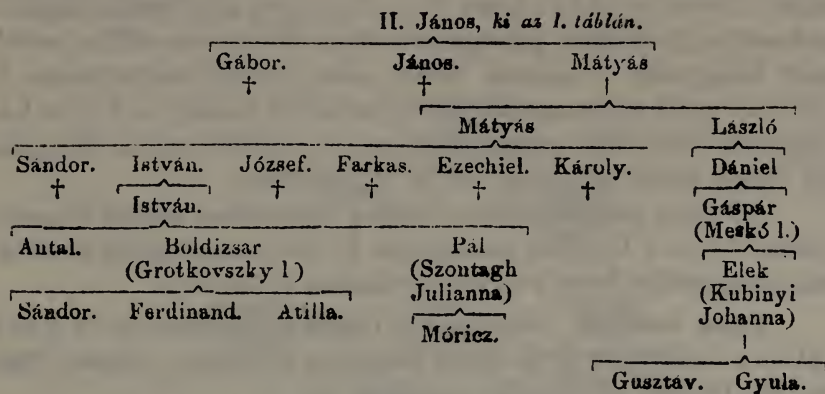 II. János, ki az I. táblán.
Gábor. János. Mátyás
† †
Mátyás László
Sándor. István. József. Farkas. Ezechiel. Károly. Dániel
† † † † †
István. Gáspár
(Meskó l.)
Antal. Boldizsar Pál Elek
(Grotkovszky l) (Szontagh (Kubinyi
Julianna) Johanna)
Sándor. Ferdinand. Atilla. Móricz.
Gusztáv. Gyula.